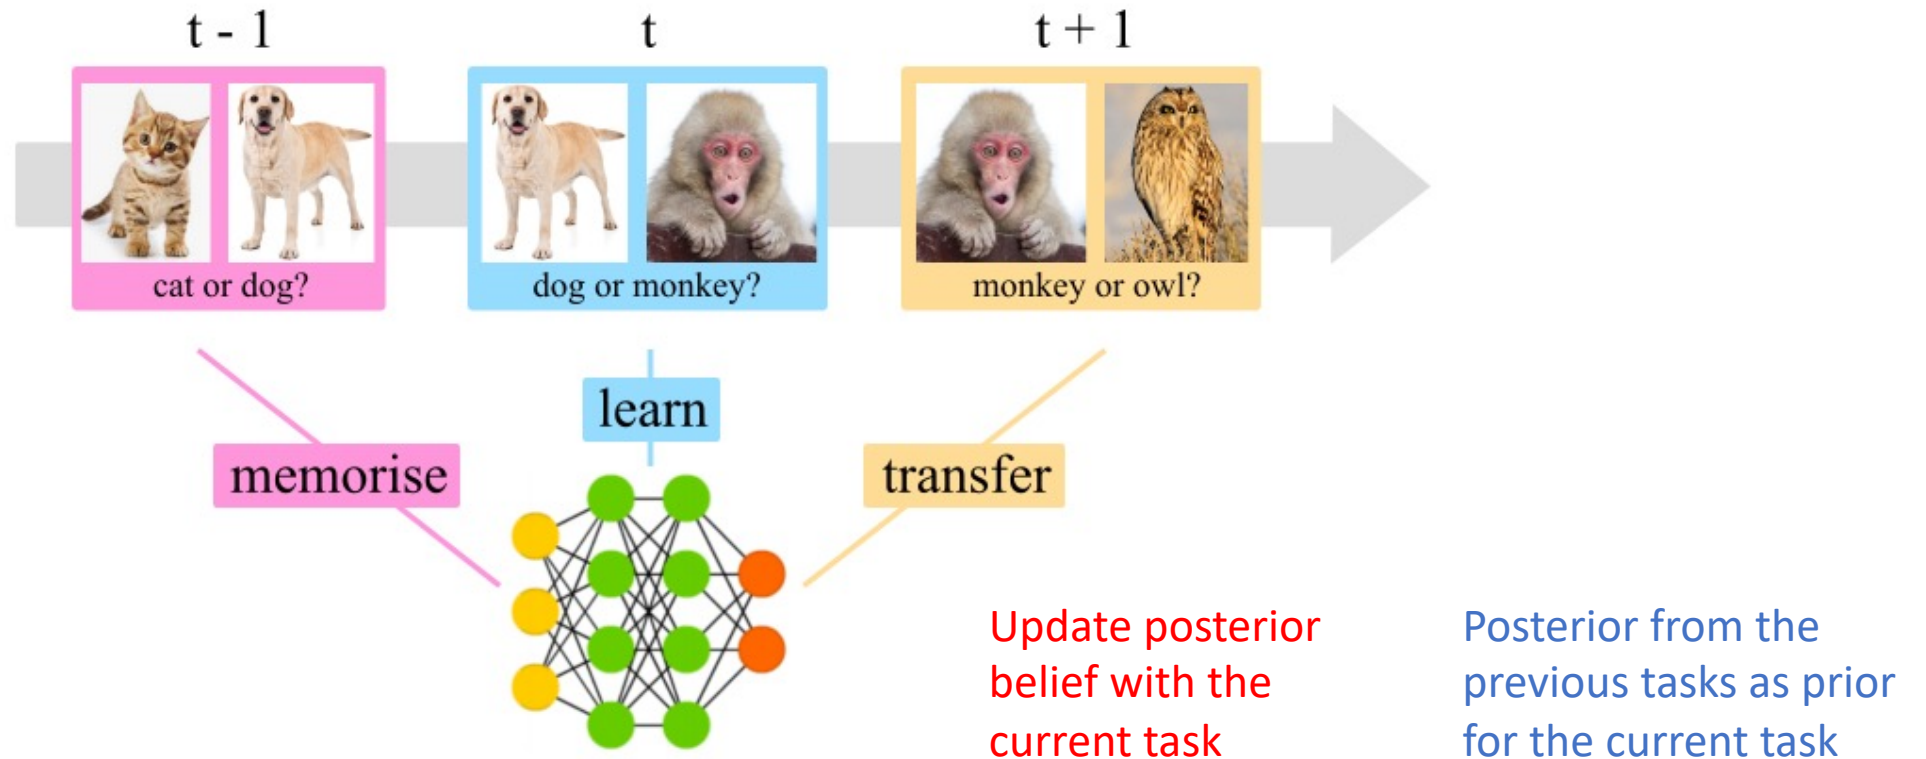 t - 1
t
t + 1
cat or dog?
dog or monkey?
monkey or owl?
learn
memorise
transfer
Update posterior
belief with the
current task
Posterior from the
previous tasks as prior
for the current task